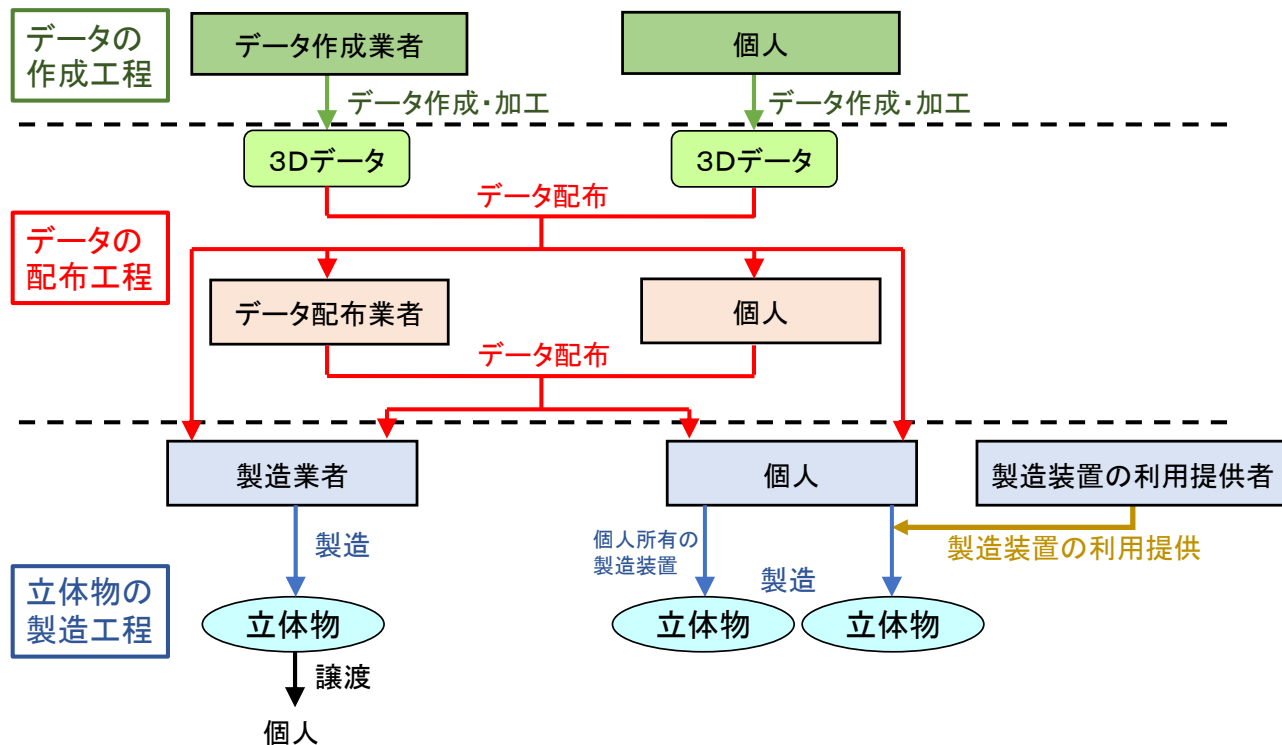 データの
作成工程
データ作成業者
個人
データ作成・加工
データ作成・加工
3Dデータ
3Dデータ
データ配布
データの
配布工程
データ配布業者
個人
データ配布
製造業者
個人
製造装置の利用提供者
製造
個人所有の
製造装置
製造
製造装置の利用提供
立体物の
製造工程
立体物
立体物
立体物
譲渡
個人